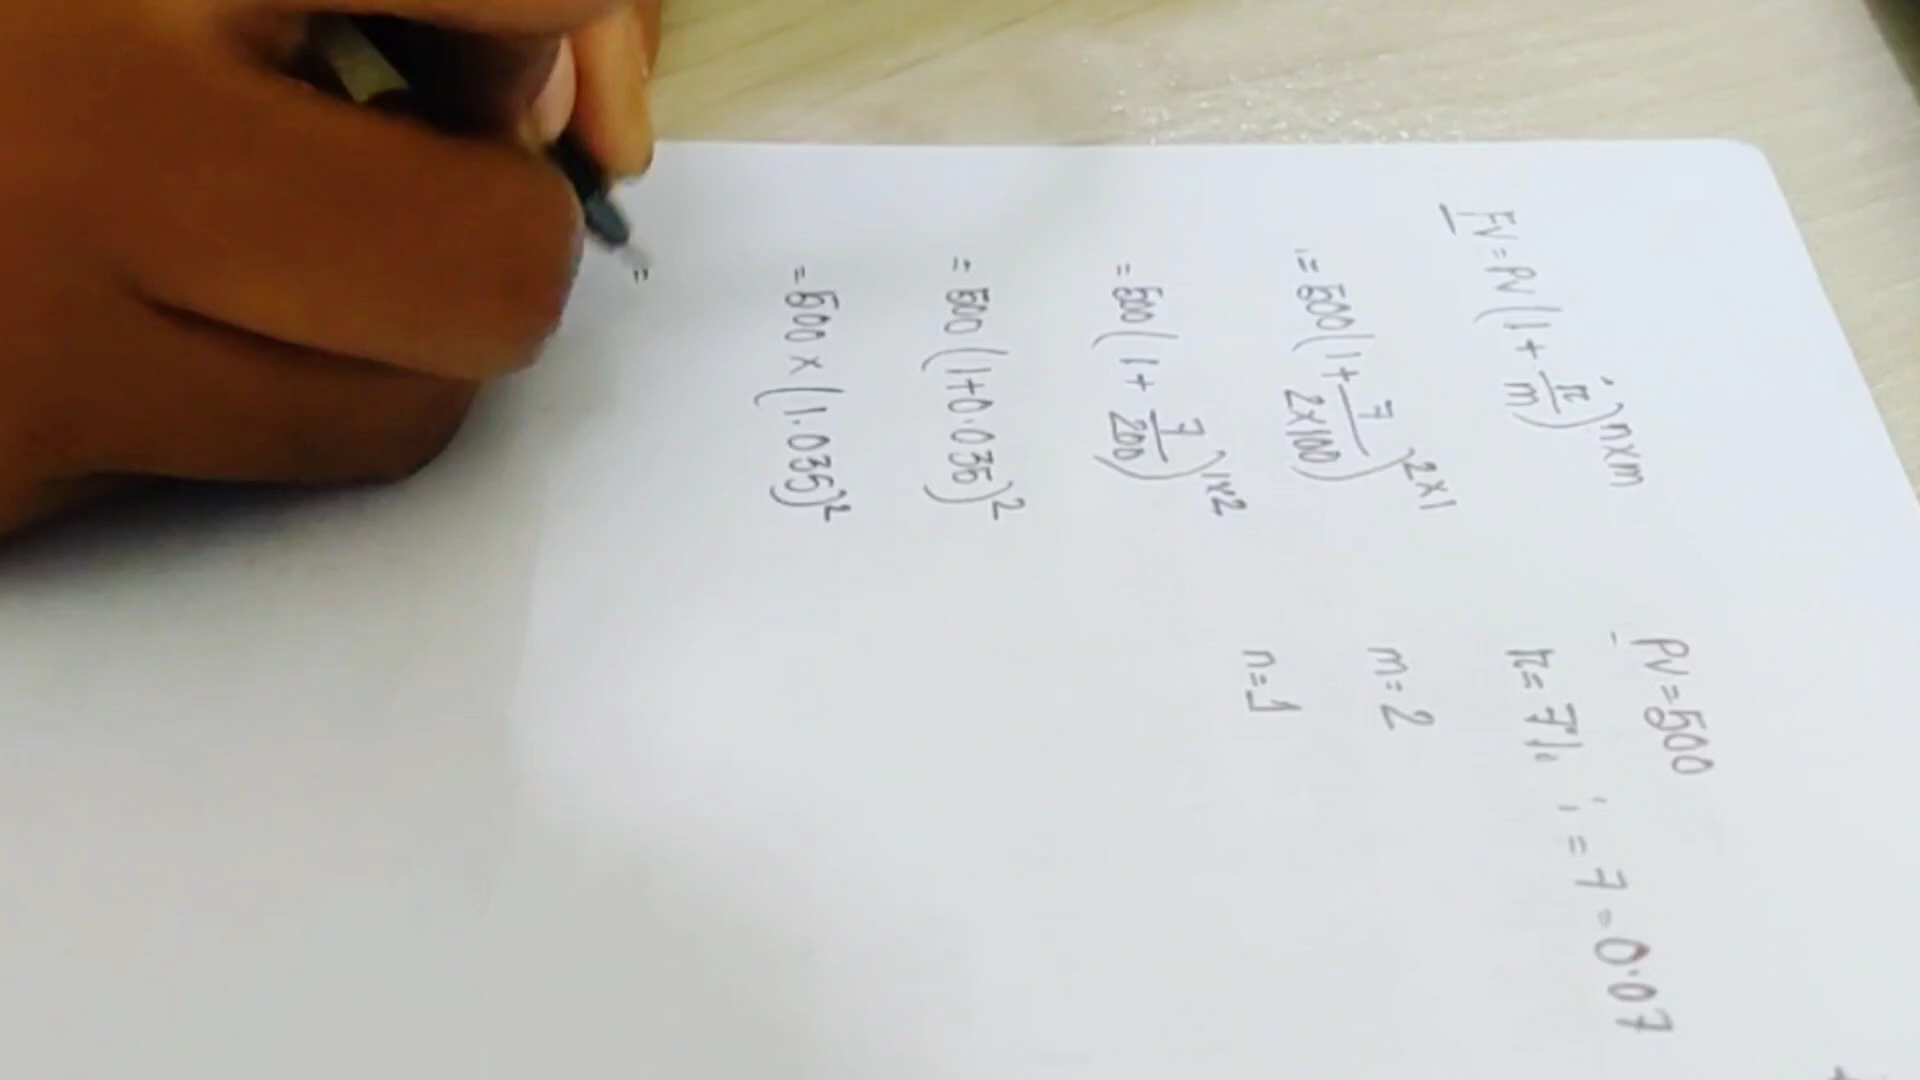 FV = PV (1 + r/m)^n×m
= 500 (1 + 7/2×100)^2×1
= 500 (1 + 7/200)^1×2
= 500 (1+0.035)^2
= 500 × (1.035)^2
=
PV = 500
r = 7% i = 7 - 0.07
m = 2
n = 1